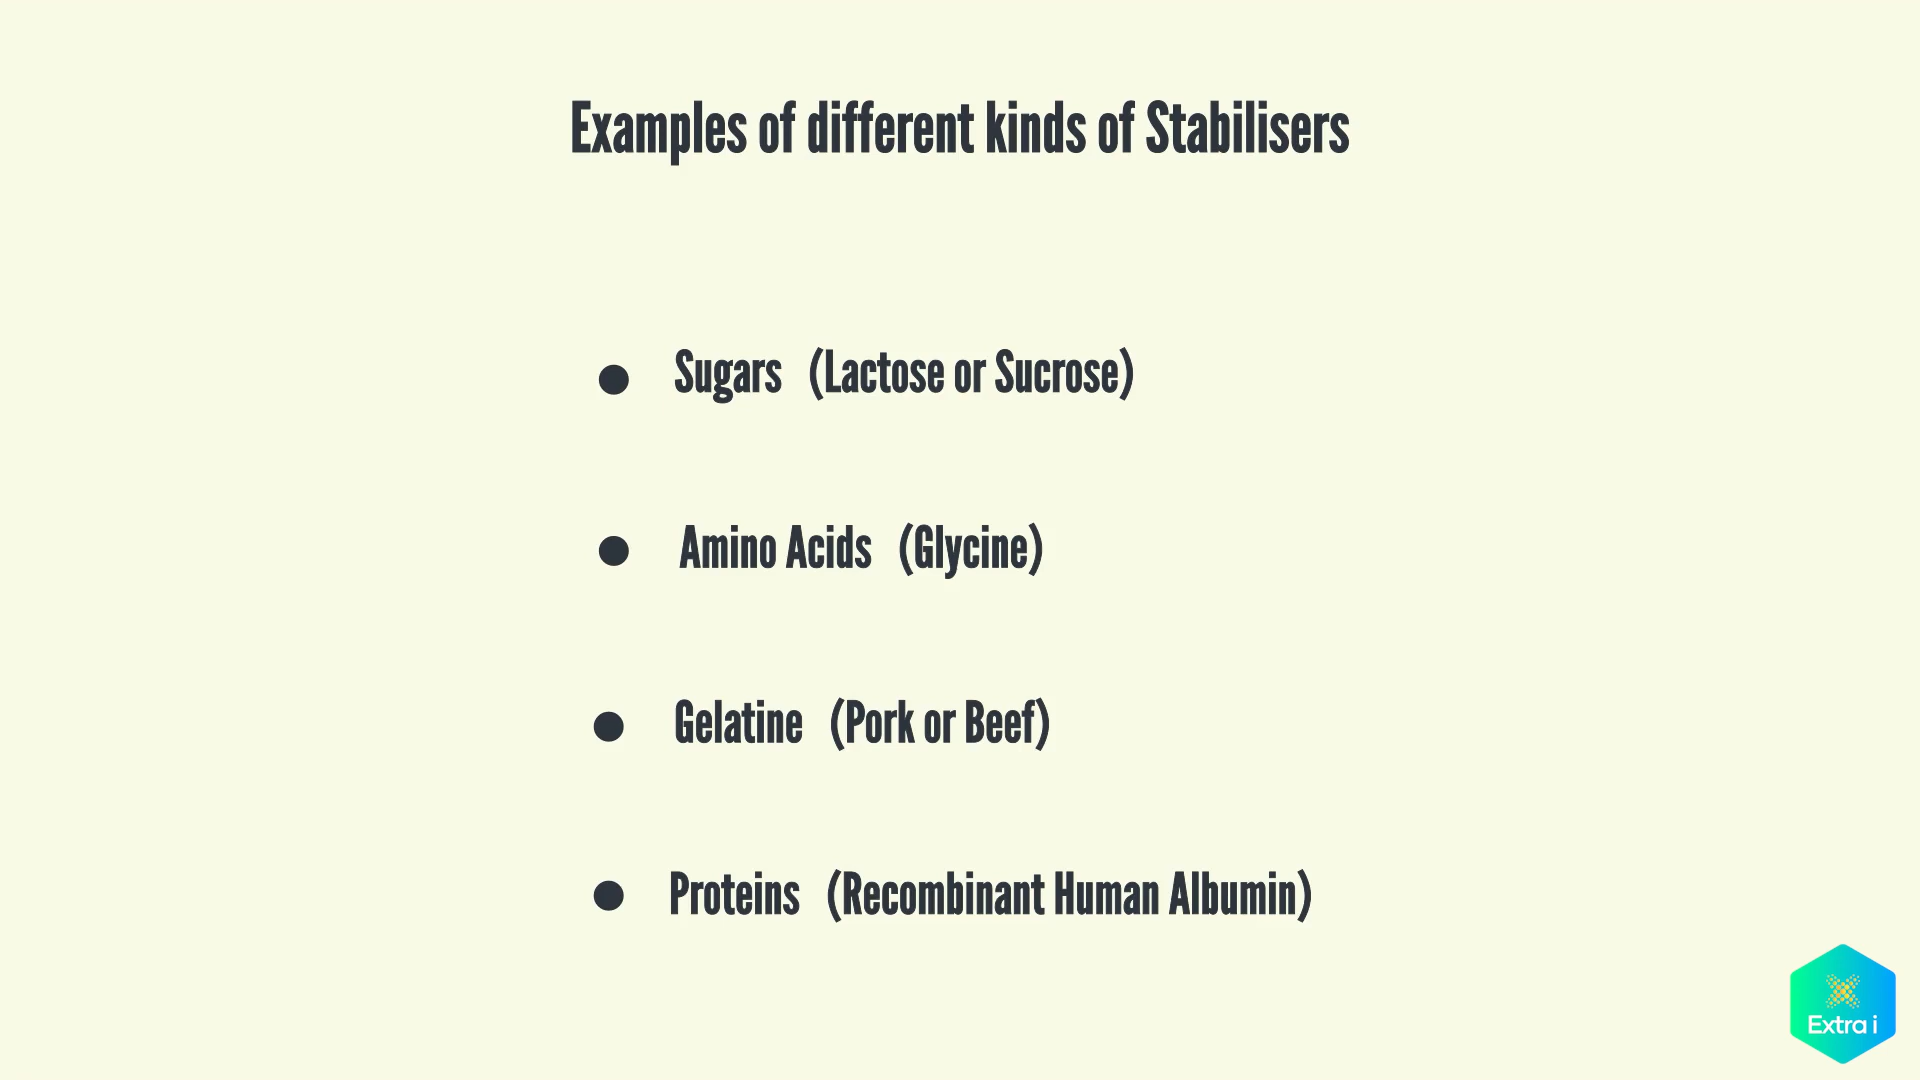 Examples of different kinds of Stabilisers
● Sugars (Lactose or Sucrose)
● Amino Acids (Glycine)
● Gelatine (Pork or Beef)
● Proteins (Recombinant Human Albumin)
Extra i